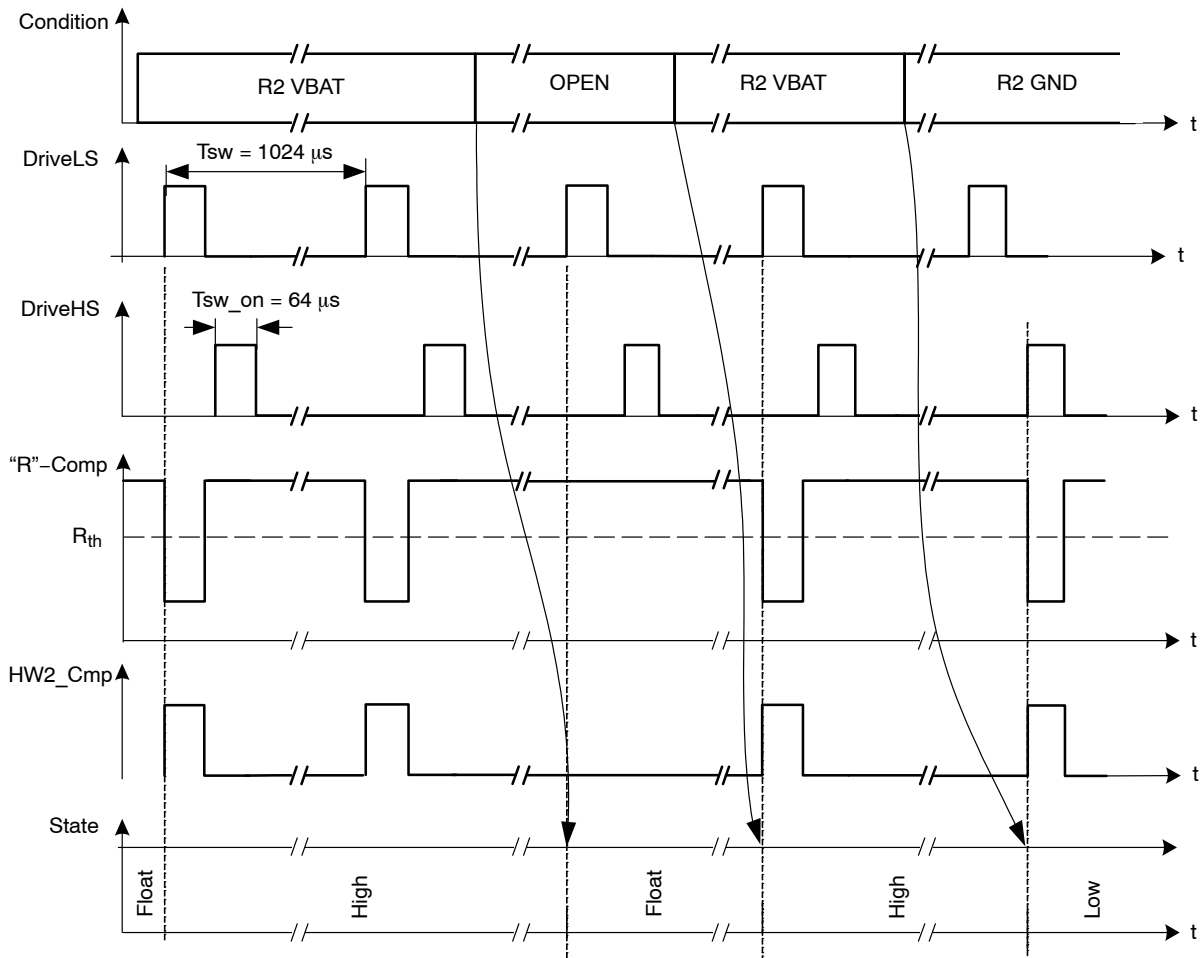 Condition
R2 VBAT
OPEN
R2 VBAT
R2 GND
t
DriveLS
Tsw = 1024 μs
t
DriveHS
Tsw_on = 64 μs
t
“R”−Comp
Rth
t
HW2_Cmp
t
State
Float
High
Float
High
Low
t